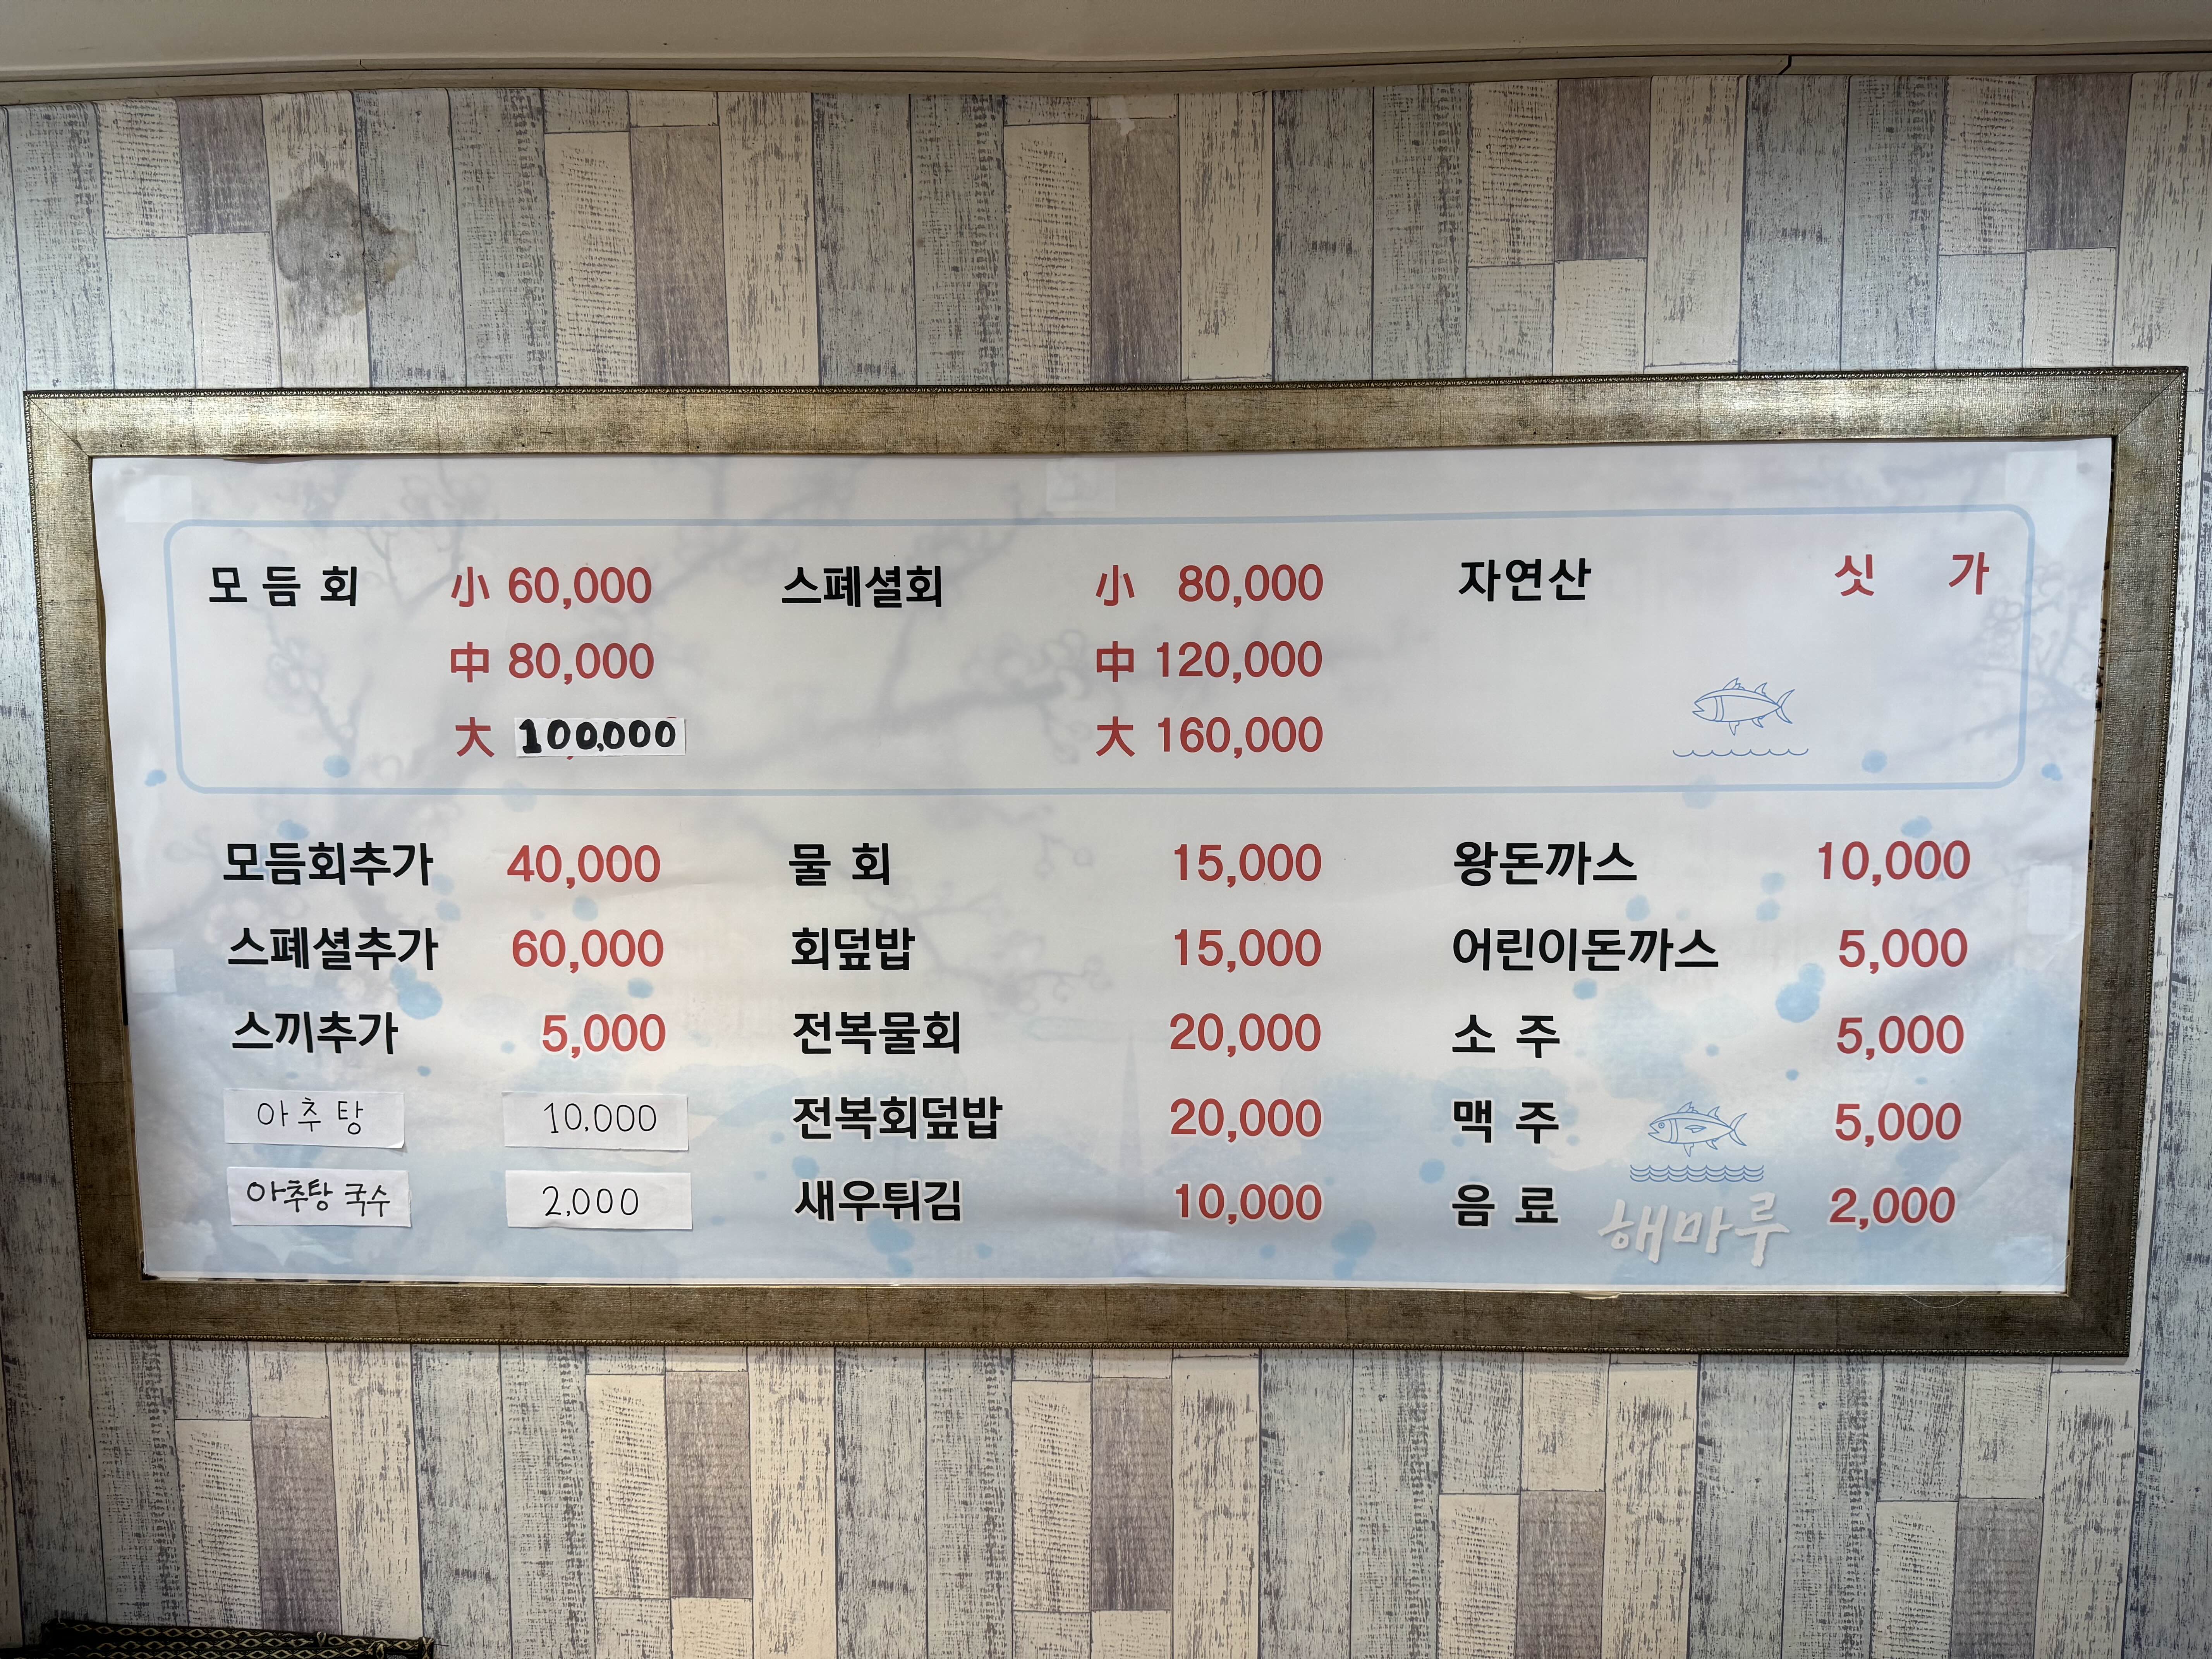 모 듬 회 小 60,000 스폐셜회 小 80,000 자연산 싯 가
中 80,000 中 120,000
大 100,000 大 160,000
모듬회추가 40,000 물 회 15,000 왕돈까스 10,000
스폐셜추가 60,000 회덮밥 15,000 어린이돈까스 5,000
스끼추가 5,000 전복물회 20,000 소 주 5,000
아추탕 10,000 전복회덮밥 20,000 맥 주 5,000
아추탕 국수 2,000 새우튀김 10,000 음 료 2,000
해마루